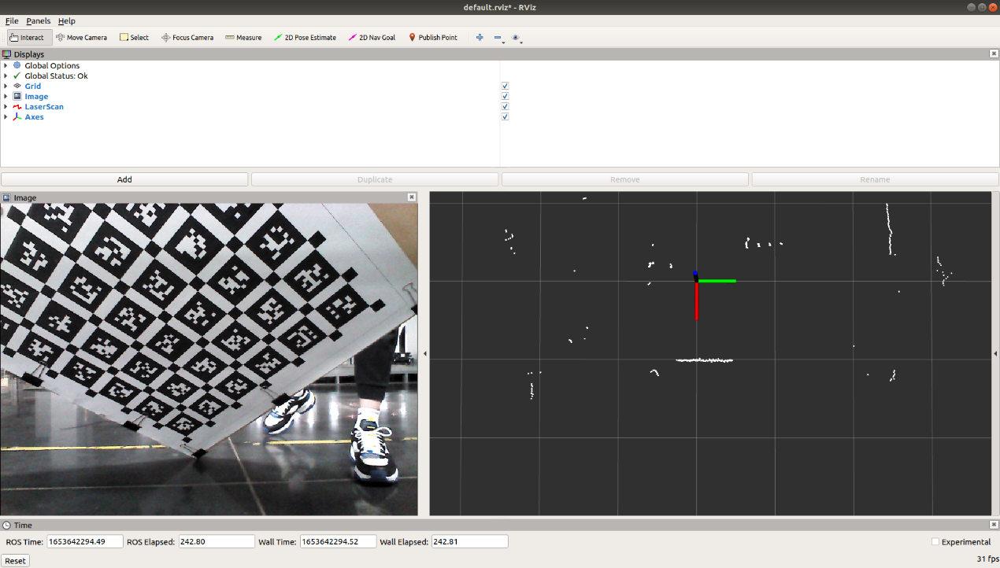 default.rviz* - RViz
File Panels Help
Interact Move Camera Select Focus Camera Measure 2D Pose Estimate 2D Nav Goal Publish Point
Displays
Global Options
Global Status: Ok
Grid
Image
LaserScan
Axes
Add Duplicate Remove Rename
Image
Time
ROS Time: 1653642294.49 ROS Elapsed: 242.80 Wall Time: 1653642294.52 Wall Elapsed: 242.81 Experimental
Reset 31 fps